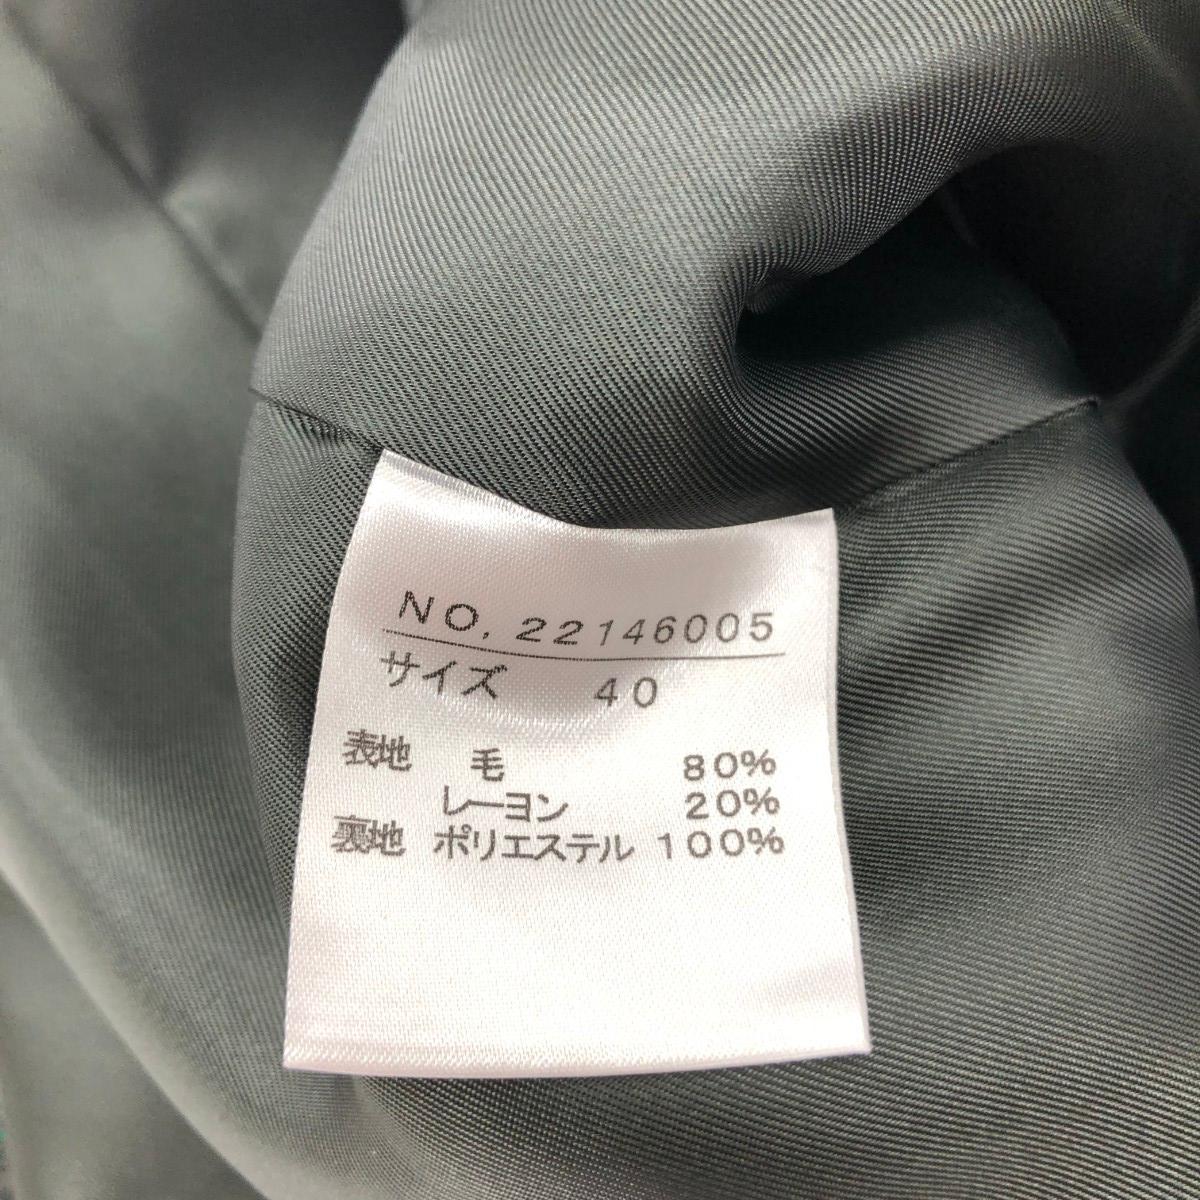 NO. 22146005
サイズ 40
表地 毛 80%
レーヨン 20%
裏地 ポリエステル 100%